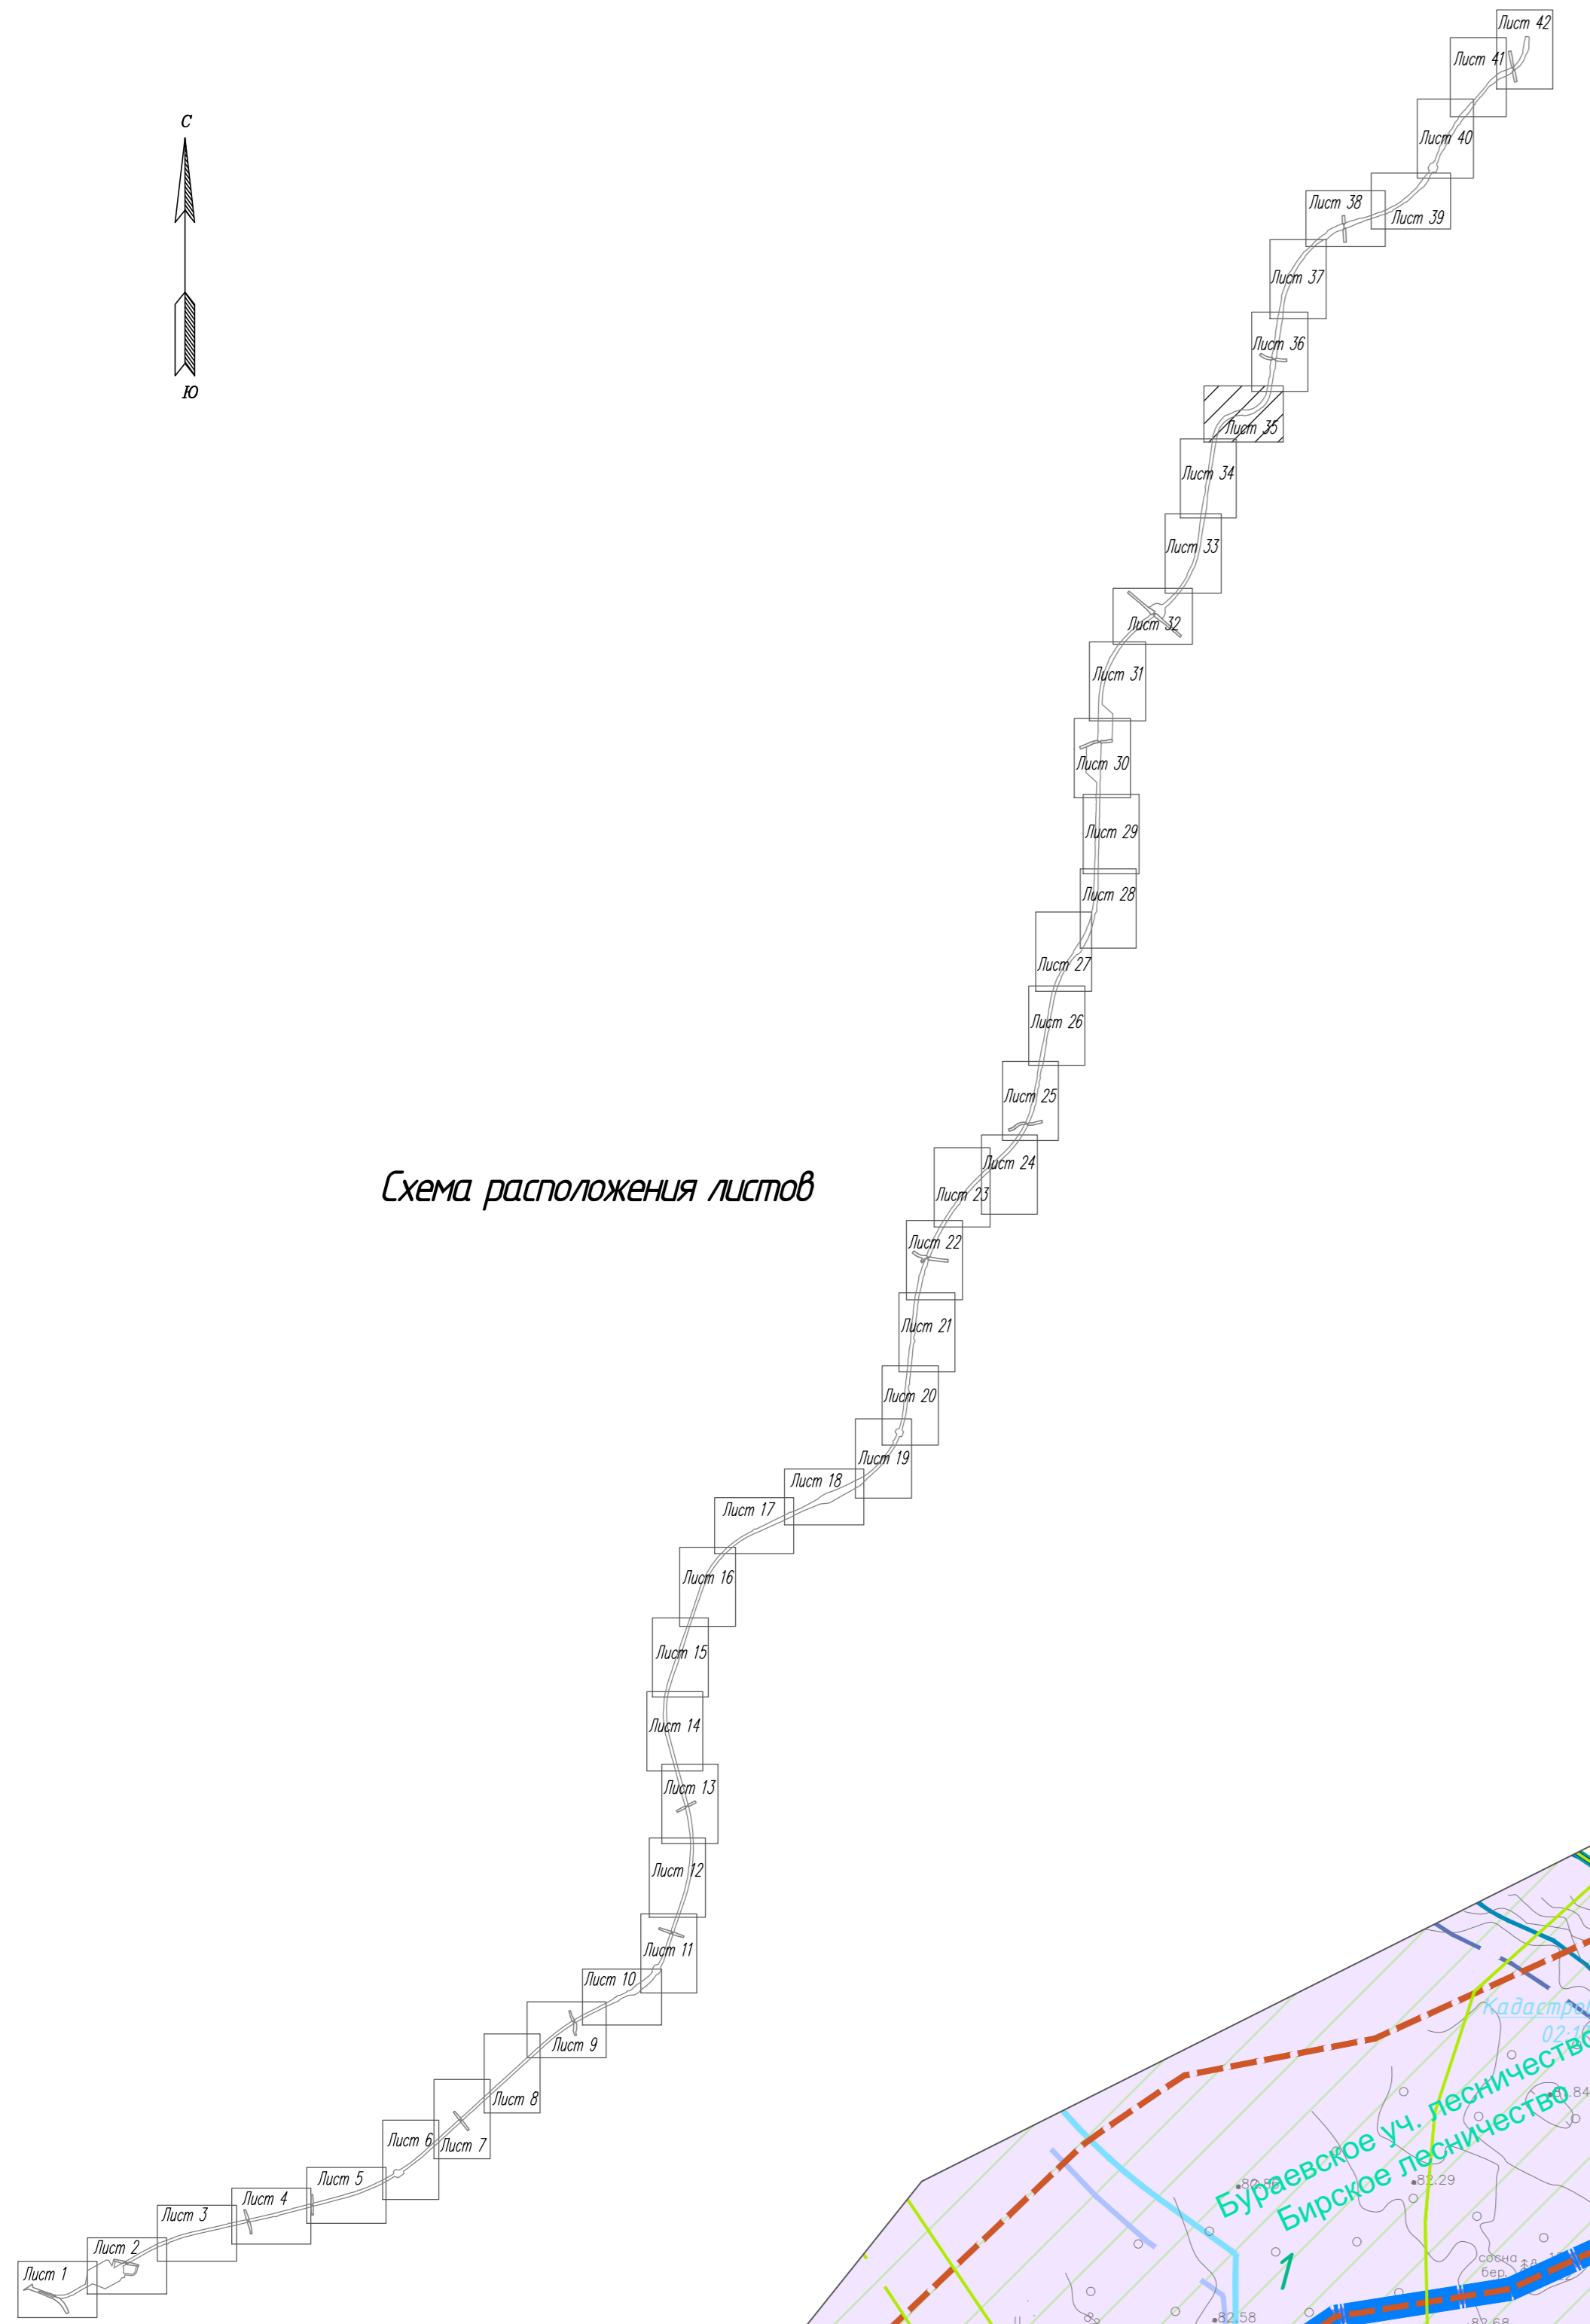 Лист 42
Лист 41
С
Лист 40
Лист 38
Лист 39
Лист 37
Лист 36
Ю
Лист 35
Лист 34
Лист 33
Лист 32
Лист 31
Лист 30
Лист 29
Лист 28
Лист 27
Лист 26
Лист 25
Лист 24
Схема расположения листов
Лист 23
Лист 22
Лист 21
Лист 20
Лист 19
Лист 18
Лист 17
Лист 16
Лист 15
Лист 14
Лист 13
Лист 12
Лист 11
Лист 10
Лист 9
Лист 8
Лист 7
Лист 6
Лист 5
Лист 4
Лист 3
Лист 2
Лист 1
Бураевское уч. лесничество
Бирское лесничество
82.29
1
сосна
бер.
82.58
82.68